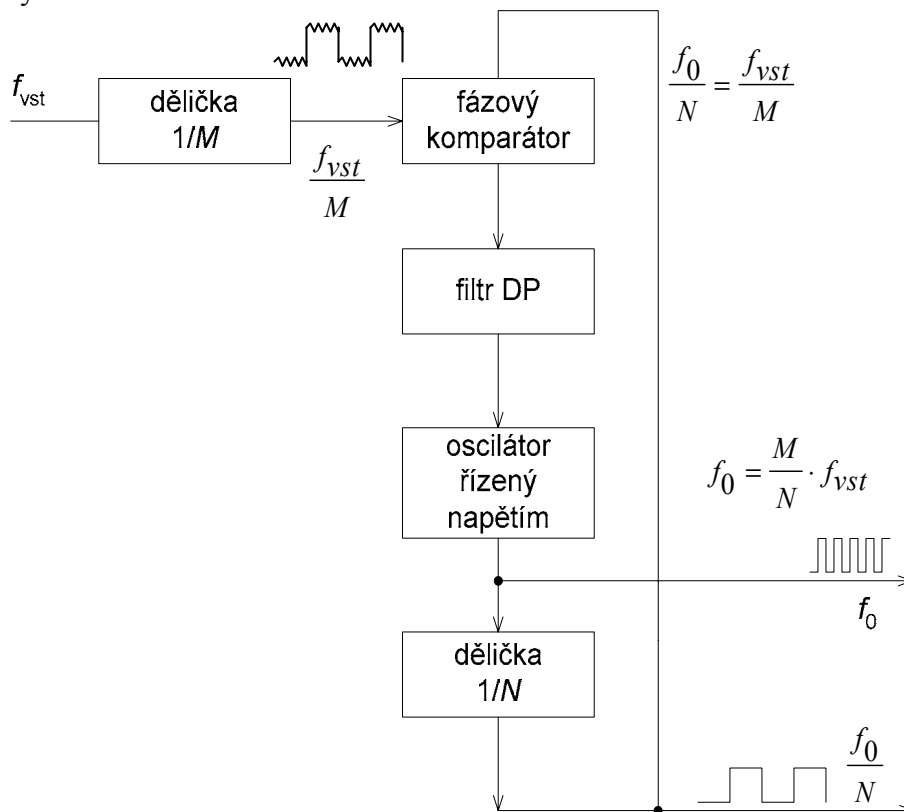 y
f_vst
dělička
1/M
f_vst
M
fázový
komparátor
f_0/N = f_vst/M
filtr DP
oscilátor
řízený
napětím
f_0 = M/N · f_vst
f_0
dělička
1/N
f_0
N